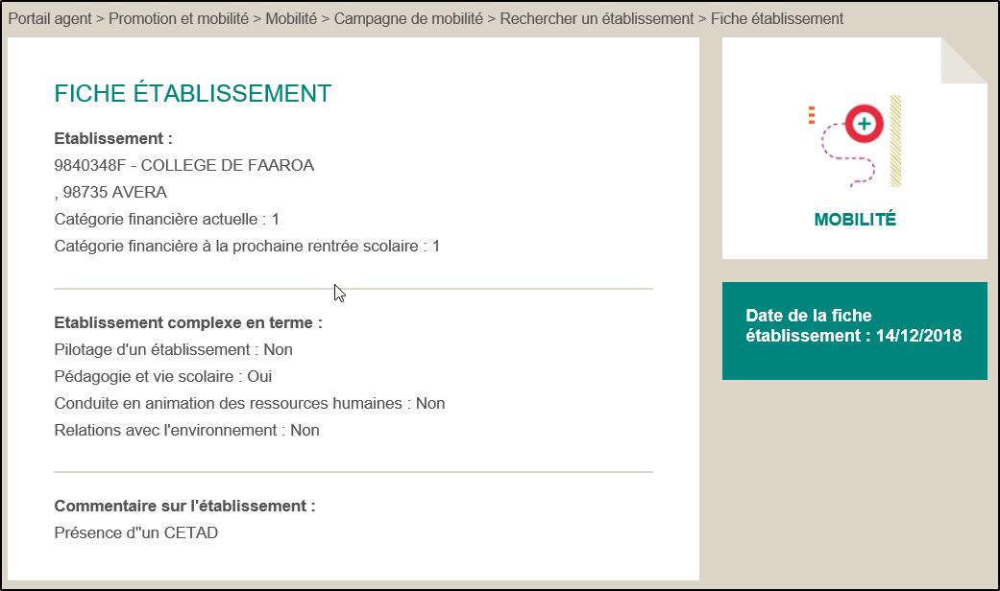 Portail agent > Promotion et mobilité > Mobilité > Campagne de mobilité > Rechercher un établissement > Fiche établissement
FICHE ÉTABLISSEMENT
Etablissement :
9840348F - COLLEGE DE FAAROA
, 98735 AVERA
Catégorie financière actuelle : 1
Catégorie financière à la prochaine rentrée scolaire : 1
Etablissement complexe en terme :
Pilotage d'un établissement : Non
Pédagogie et vie scolaire : Oui
Conduite en animation des ressources humaines : Non
Relations avec l'environnement : Non
Commentaire sur l'établissement :
Présence d''un CETAD
MOBILITÉ
Date de la fiche
établissement : 14/12/2018